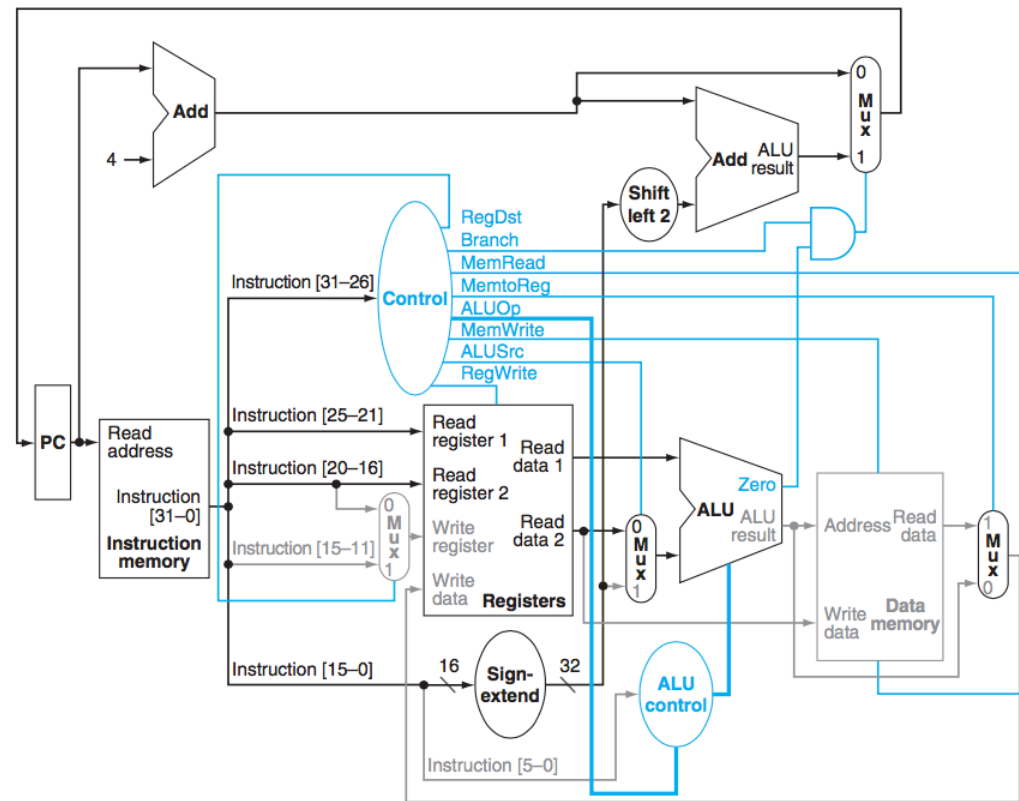 Add
4
0
Mux
1
Add
ALU
result
Shift
left 2
RegDst
Branch
MemRead
MemtoReg
ALUOp
MemWrite
ALUSrc
RegWrite
Control
Instruction [31–26]
Instruction [25–21]
Instruction [20–16]
Instruction [15–11]
Instruction [15–0]
Instruction [5–0]
PC
Read
address
Instruction
[31–0]
Instruction
memory
0
Mux
1
Read
register 1
Read
register 2
Write
register
Write
data
Read
data 1
Read
data 2
Registers
0
Mux
1
Zero
ALU
ALU
result
Address
Read
data
Write
data
Data
memory
1
Mux
0
16
Sign-
extend
32
ALU
control